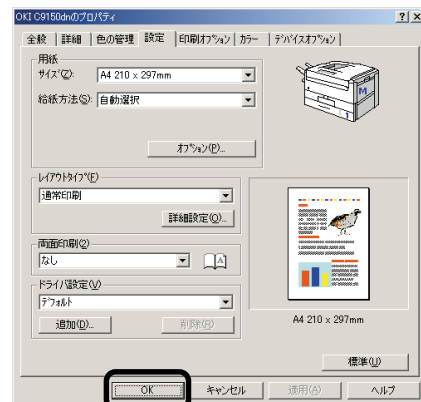 OKI C9150dnのプロパティ
全般 詳細 色の管理 設定 印刷オプション カラー デバイスオプション
用紙
サイズ(Z): A4 210 x 297mm
給紙方法(S): 自動選択
オプション(P)...
レイアウトタイプ(F)
通常印刷
詳細設定(O)...
両面印刷(2)
なし
A
ドライバ設定(V)
デフォルト
追加(D)... 削除(R)
M
1
A4 210 x 297mm
標準(U)
OK キャンセル 適用(A) ヘルプ